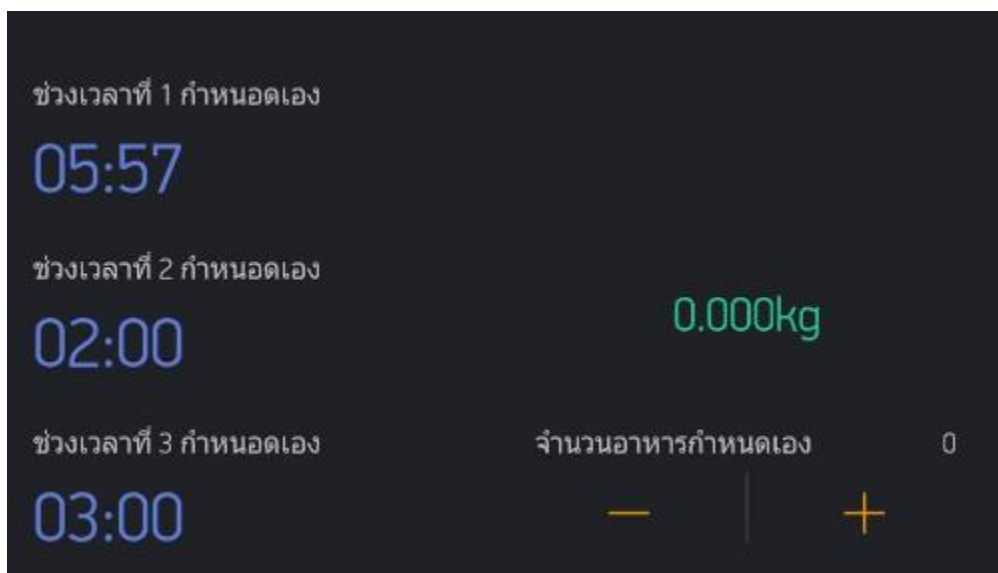 ช่วงเวลาที่ 1 กำหนอดเอง
05:57
ช่วงเวลาที่ 2 กำหนอดเอง
02:00
0.000kg
ช่วงเวลาที่ 3 กำหนอดเอง
03:00
จำนวนอาหารกำหนดเอง 0
— +